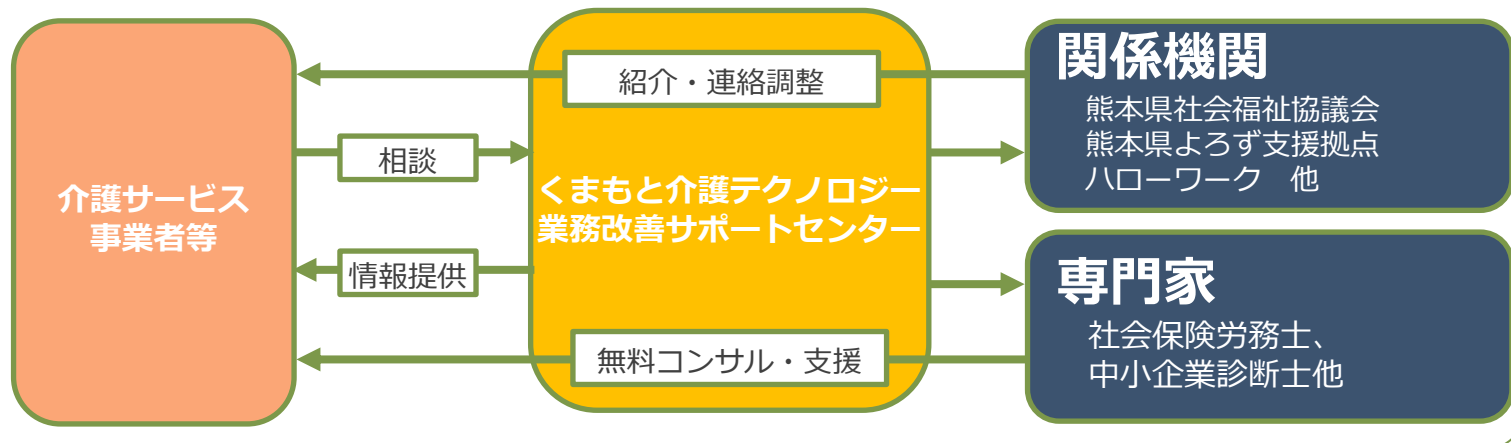 介護サービス
事業者等
紹介・連絡調整
相談
くまもと介護テクノロジー
業務改善サポートセンター
情報提供
無料コンサル・支援
関係機関
熊本県社会福祉協議会
熊本県よろず支援拠点
ハローワーク　他
専門家
社会保険労務士、
中小企業診断士他